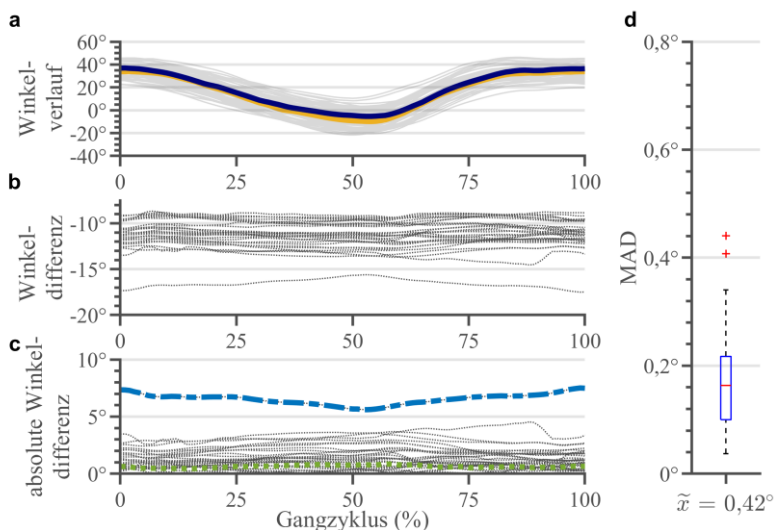 a
60°
40°
20°
0°
-20°
-40°
Winkel-
verlauf
0 25 50 75 100
b
-10°
-15°
-20°
Winkel-
differenz
0 25 50 75 100
c
10°
5°
0°
absolute Winkel-
differenz
0 25 50 75 100
Gangzyklus (%)
d
0,8°
0,6°
0,4°
0,2°
0°
MAD
x̃ = 0,42°